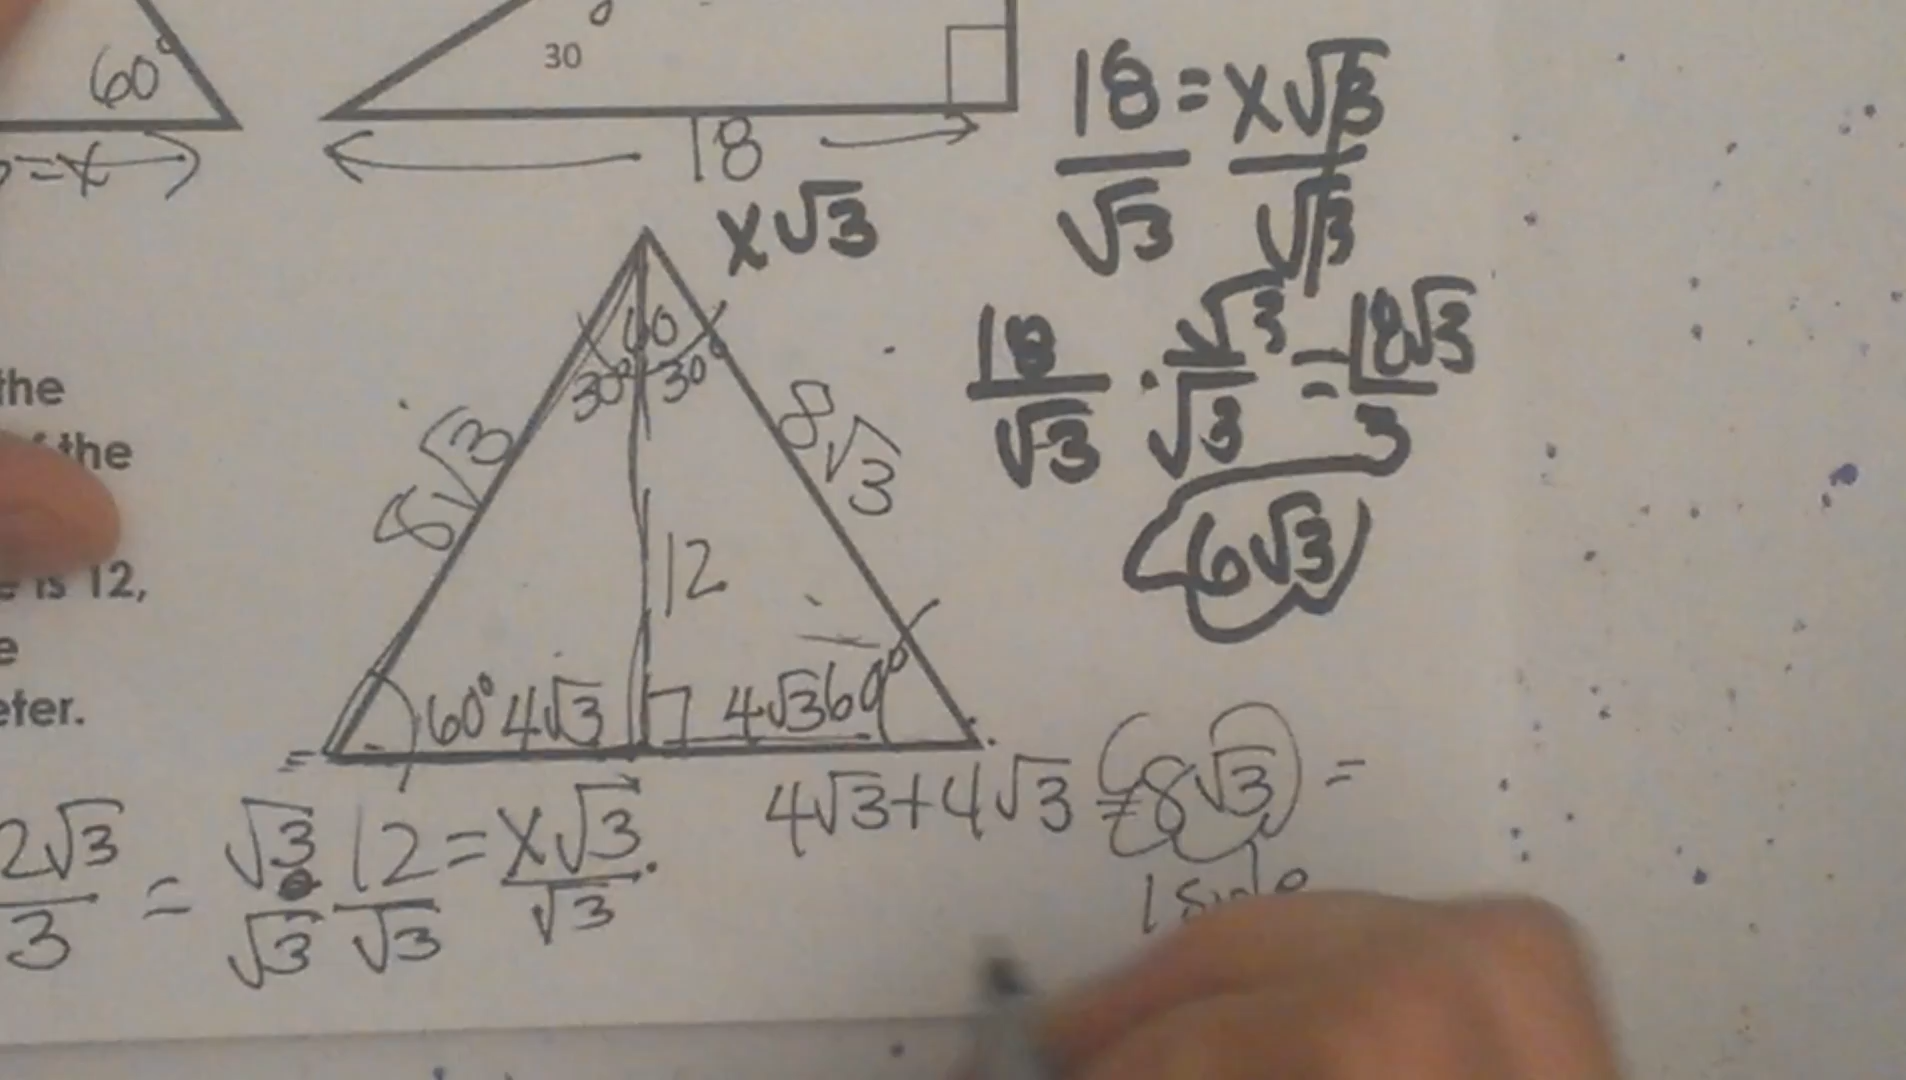 60°
30°
=x
18
x√3
18 = x√3
√3 √3
18/√3 · √3/√3 = 18√3/3
6√3
the
the
is 12,
60
30° 30°
8√3
8√3
12
60° 4√3 4√3 60°
2√3/3 = √3/√3 · 12/√3 = x√3/√3
4√3+4√3 = 8√3 =
1 side